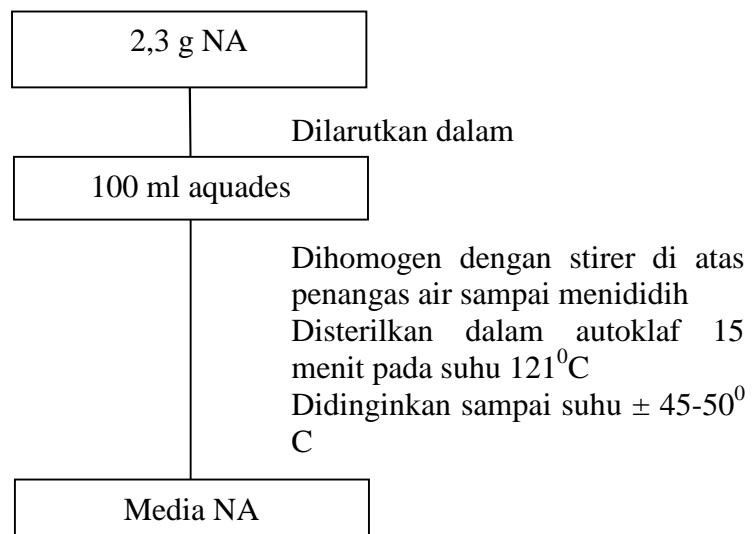 2,3 g NA
Dilarutkan dalam
100 ml aquades
Dihomogen dengan stirer di atas
penangas air sampai menididih
Disterilkan dalam autoklaf 15
menit pada suhu 121⁰C
Didinginkan sampai suhu ± 45-50⁰
C
Media NA